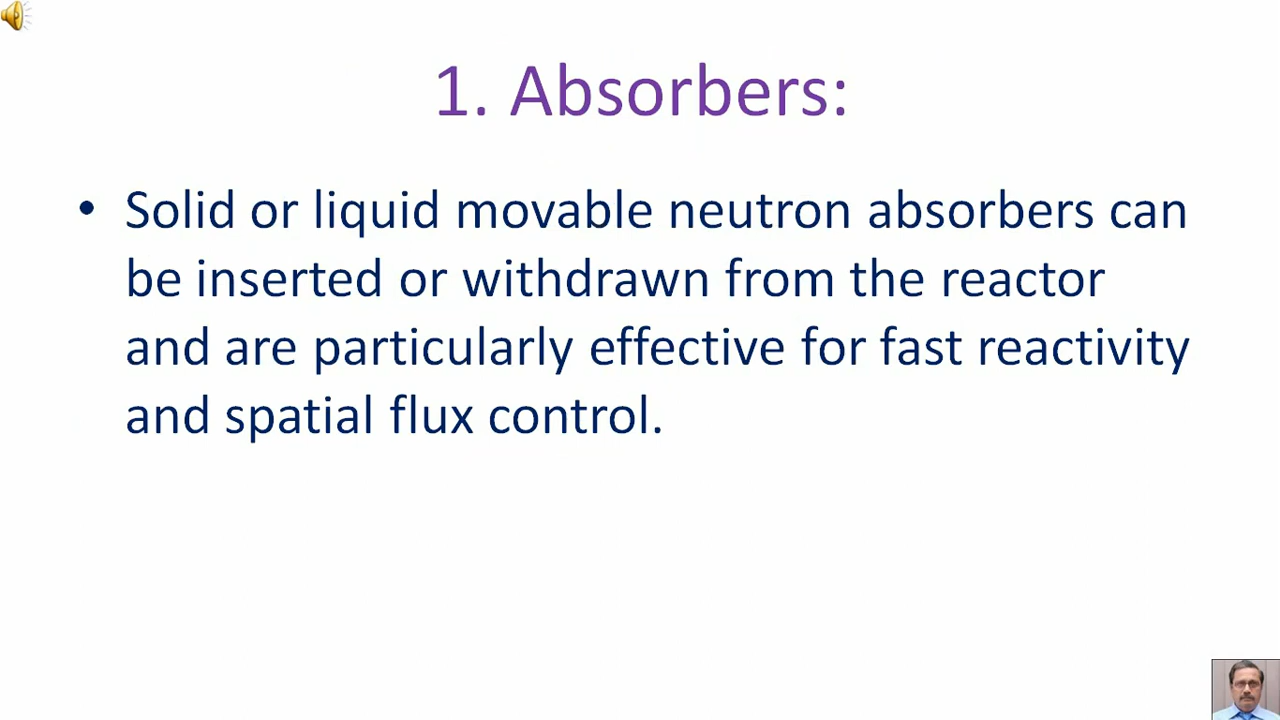 1. Absorbers:
• Solid or liquid movable neutron absorbers can
be inserted or withdrawn from the reactor
and are particularly effective for fast reactivity
and spatial flux control.